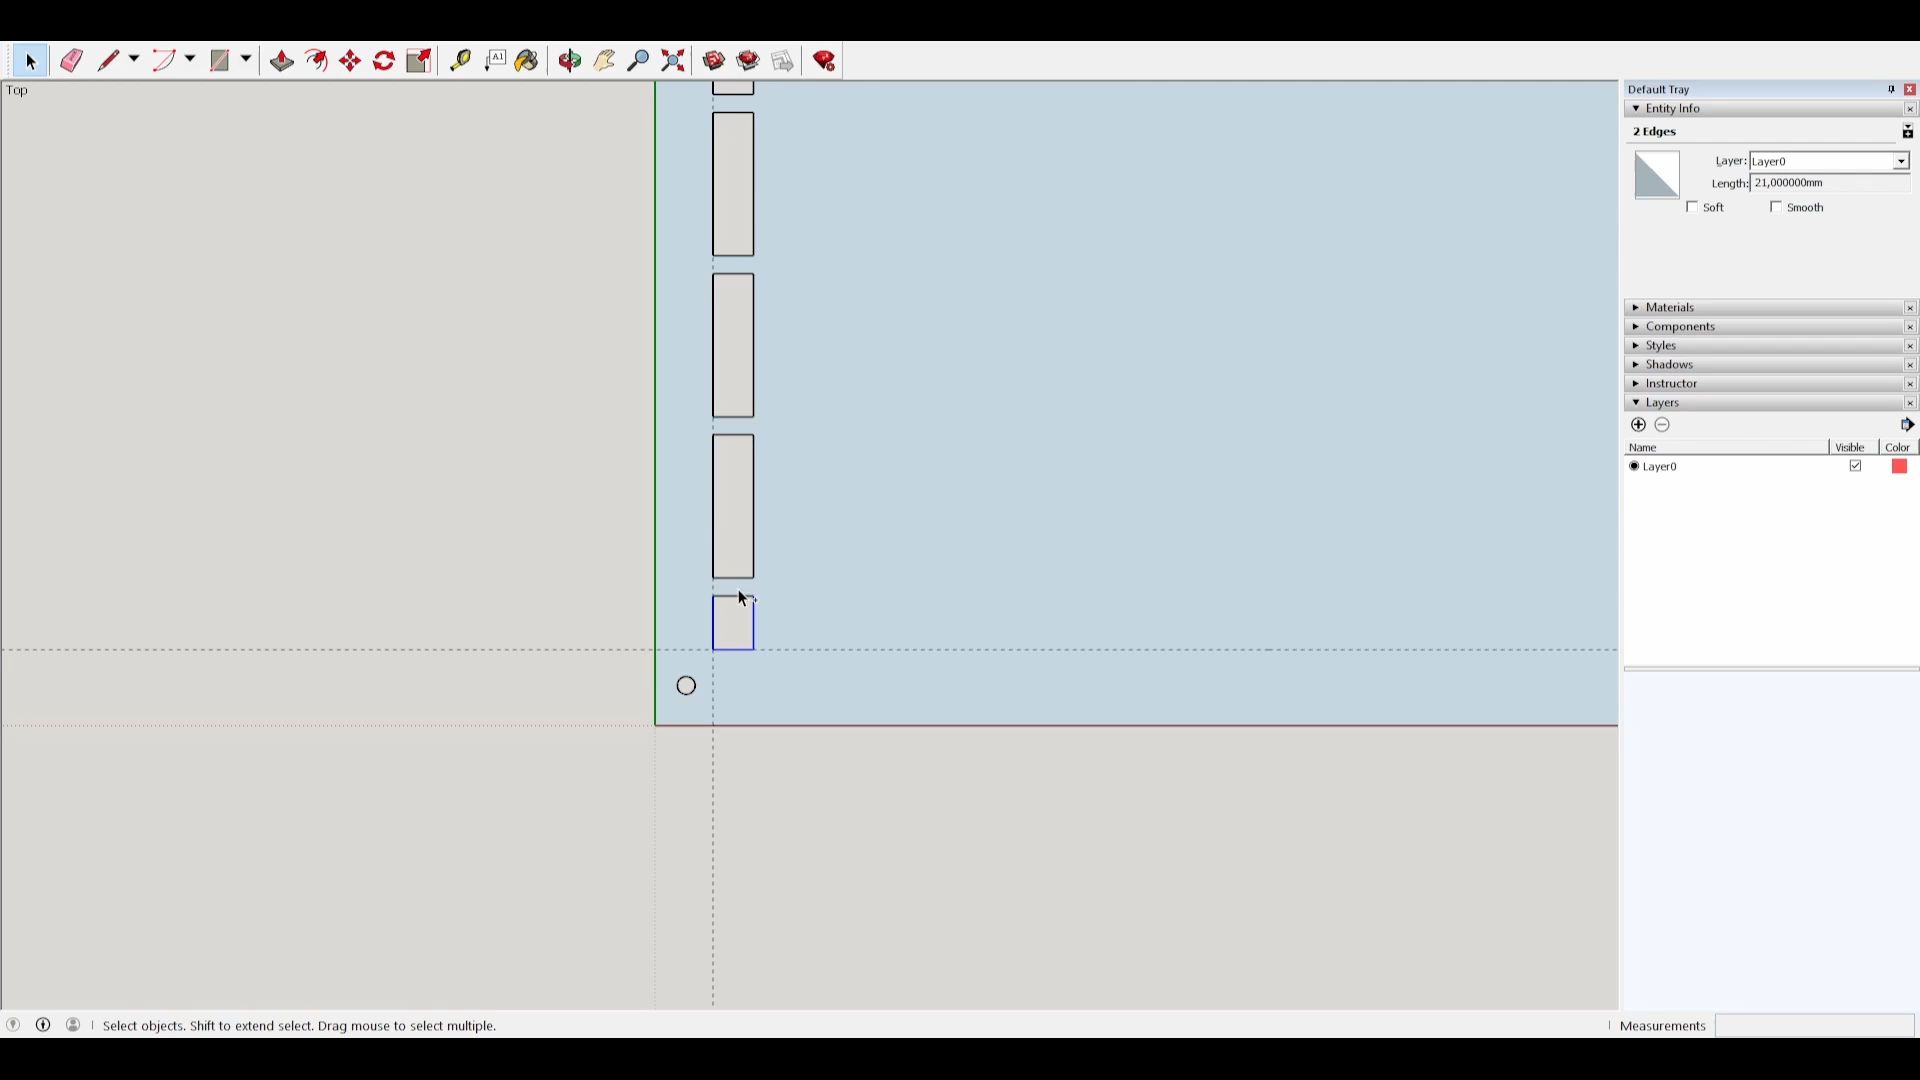 A1
Top
Default Tray
Entity Info
2 Edges
Layer: Layer0
Length: 21,000000mm
Soft Smooth
Materials
Components
Styles
Shadows
Instructor
Layers
Name Visible Color
Layer0
Select objects. Shift to extend select. Drag mouse to select multiple.
Measurements